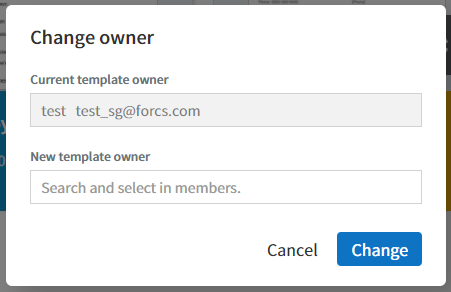 Change owner
Current template owner
test test_sg@forcs.com
New template owner
Search and select in members.
Cancel Change